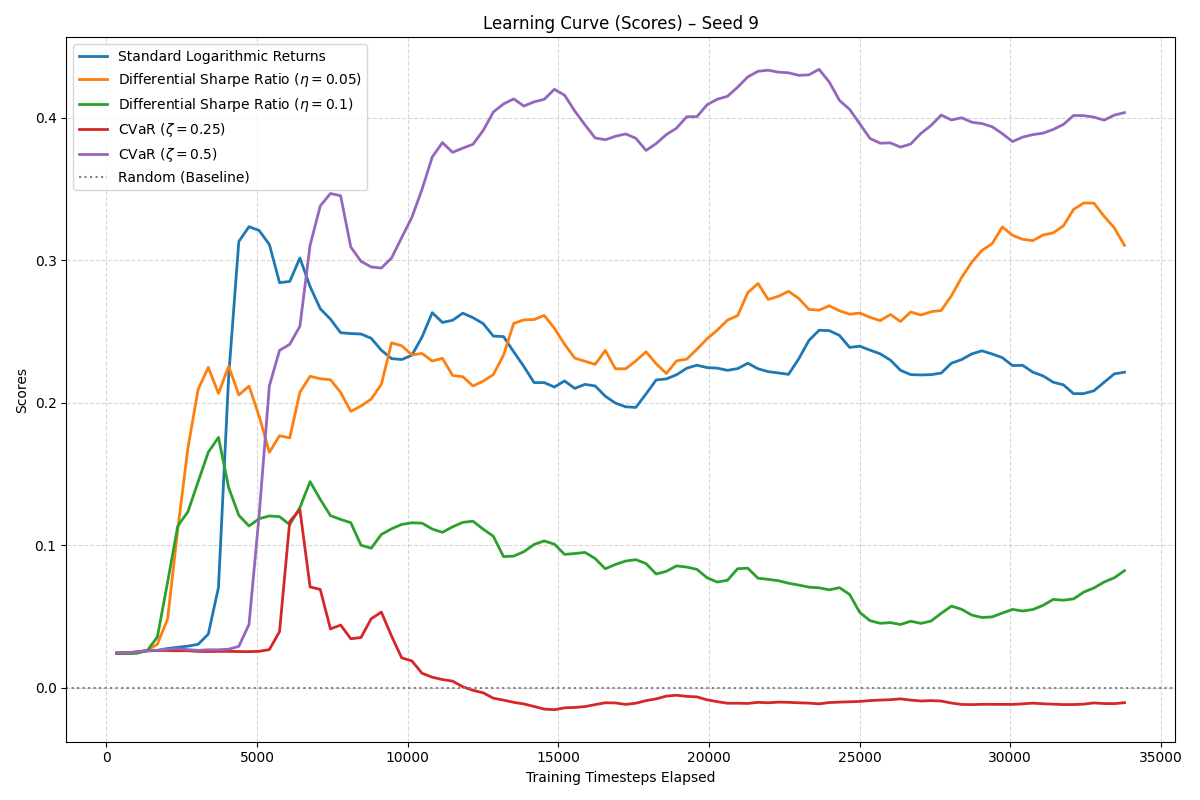 Learning Curve (Scores) – Seed 9
Standard Logarithmic Returns
Differential Sharpe Ratio (η = 0.05)
Differential Sharpe Ratio (η = 0.1)
CVaR (ζ = 0.25)
CVaR (ζ = 0.5)
Random (Baseline)
Scores
0.4
0.3
0.2
0.1
0.0
0 5000 10000 15000 20000 25000 30000 35000
Training Timesteps Elapsed